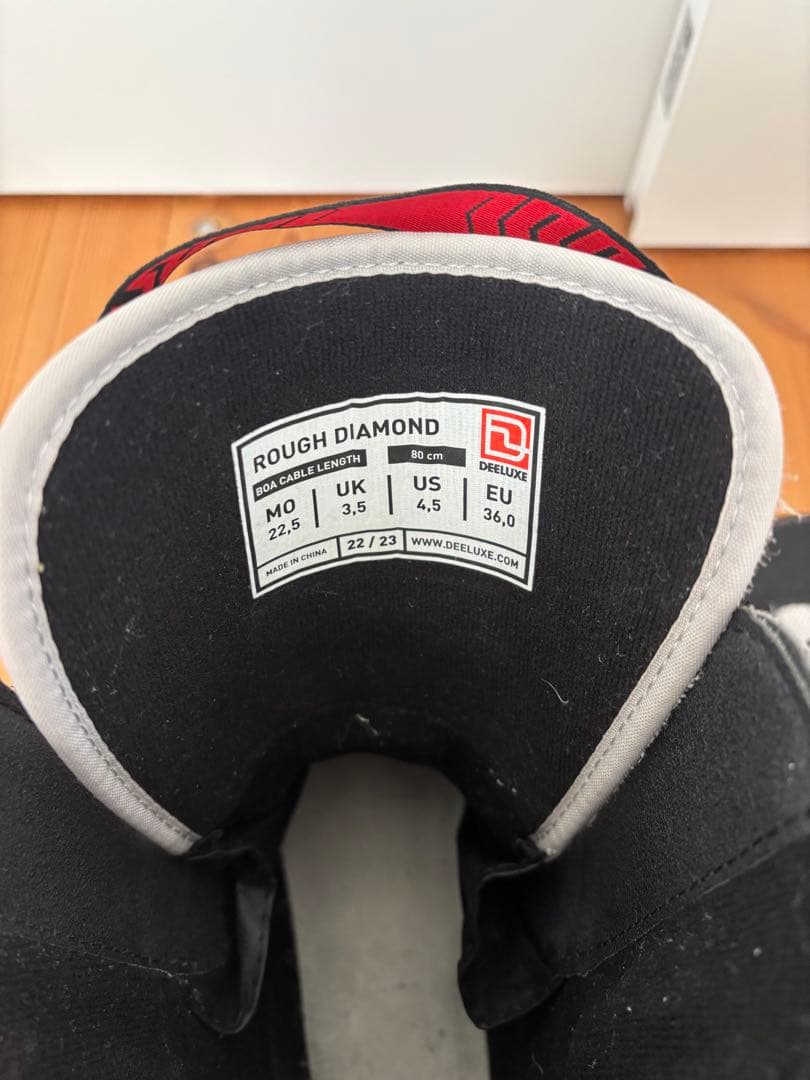 ROUGH DIAMOND
BOA CABLE LENGTH 80 cm
DEELUXE
MO UK US EU
22,5 3,5 4,5 36,0
MADE IN CHINA 22 / 23 WWW.DEELUXE.COM